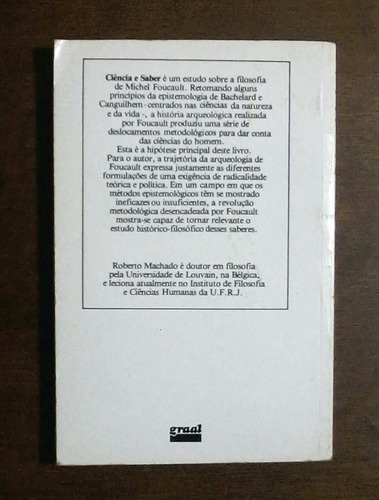 Ciência e Saber é um estudo sobre a filosofia
de Michel Foucault. Retomando alguns
princípios da epistemologia de Bachelard e
Canguilhem -centrados nas ciências da natureza
e da vida -, a história arqueológica realizada
por Foucault produziu uma série de
deslocamentos metodológicos para dar conta
das ciências do homem.
Esta é a hipótese principal deste livro.
Para o autor, a trajetória da arqueologia de
Foucault expressa justamente as diferentes
formulações de uma exigência de radicalidade
teórica e política. Em um campo em que os
métodos epistemológicos têm se mostrado
ineficazes ou insuficientes, a revolução
metodológica desencadeada por Foucault
mostra-se capaz de tornar relevante o
estudo histórico-filosófico desses saberes.
Roberto Machado é doutor em filosofia
pela Universidade de Louvain, na Bélgica,
e leciona atualmente no Instituto de Filosofia
e Ciências Humanas da U.F.R.J.
graal